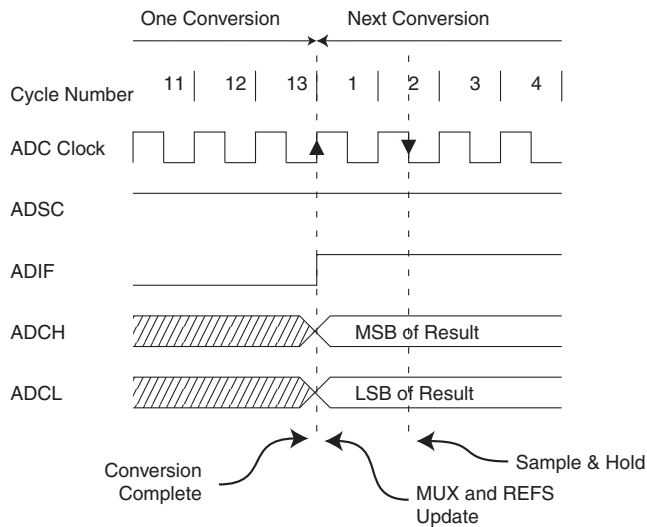 One Conversion Next Conversion
Cycle Number 11 12 13 1 2 3 4
ADC Clock
ADSC
ADIF
ADCH MSB of Result
ADCL LSB of Result
Conversion
Complete
MUX and REFS
Update
Sample & Hold